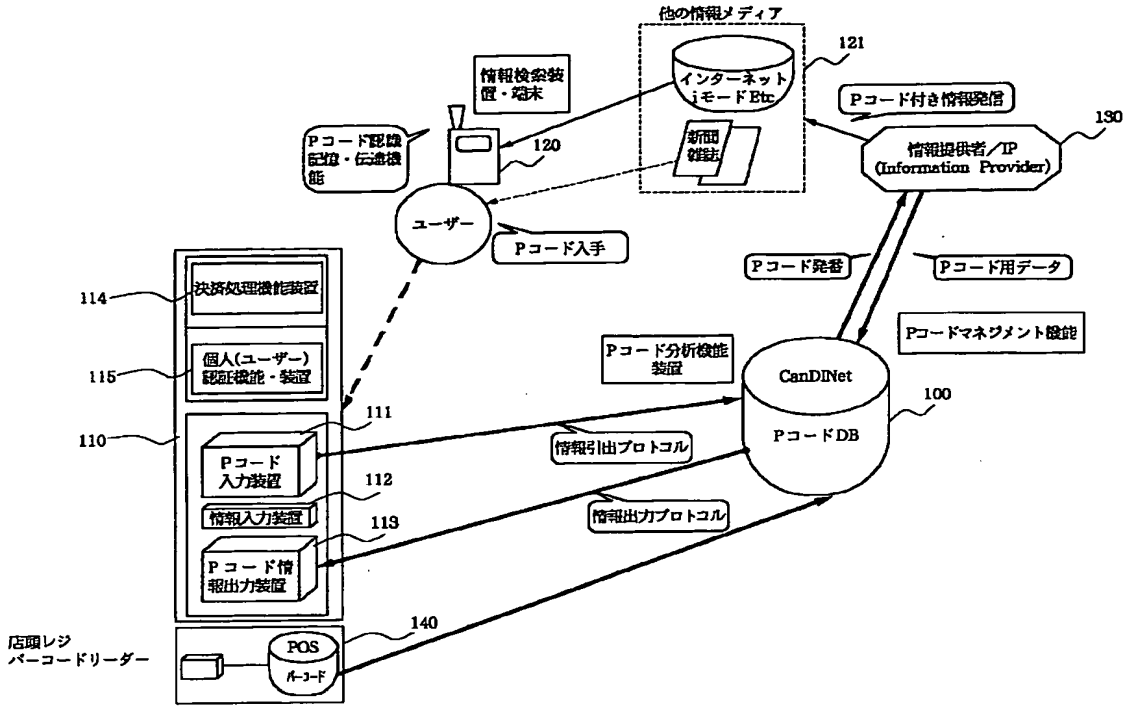 他の情報メディア
121
インターネット
iモードEtc
新聞
雑誌
情報検索装
置・端末
Pコード認識
記憶・伝達機
能
120
ユーザー
Pコード入手
Pコード付き情報発信
130
情報提供者/IP
(Information Provider)
Pコード発番
Pコード用データ
Pコードマネジメント機能
Pコード分析機能
装置
CanDINet
PコードDB
100
114
決済処理機能装置
115
個人(ユーザー)
認証機能・装置
110
111
Pコード
入力装置
112
情報入力装置
113
Pコード情
報出力装置
情報引出プロトコル
情報出力プロトコル
店頭レジ
バーコードリーダー
140
POS
バーコード